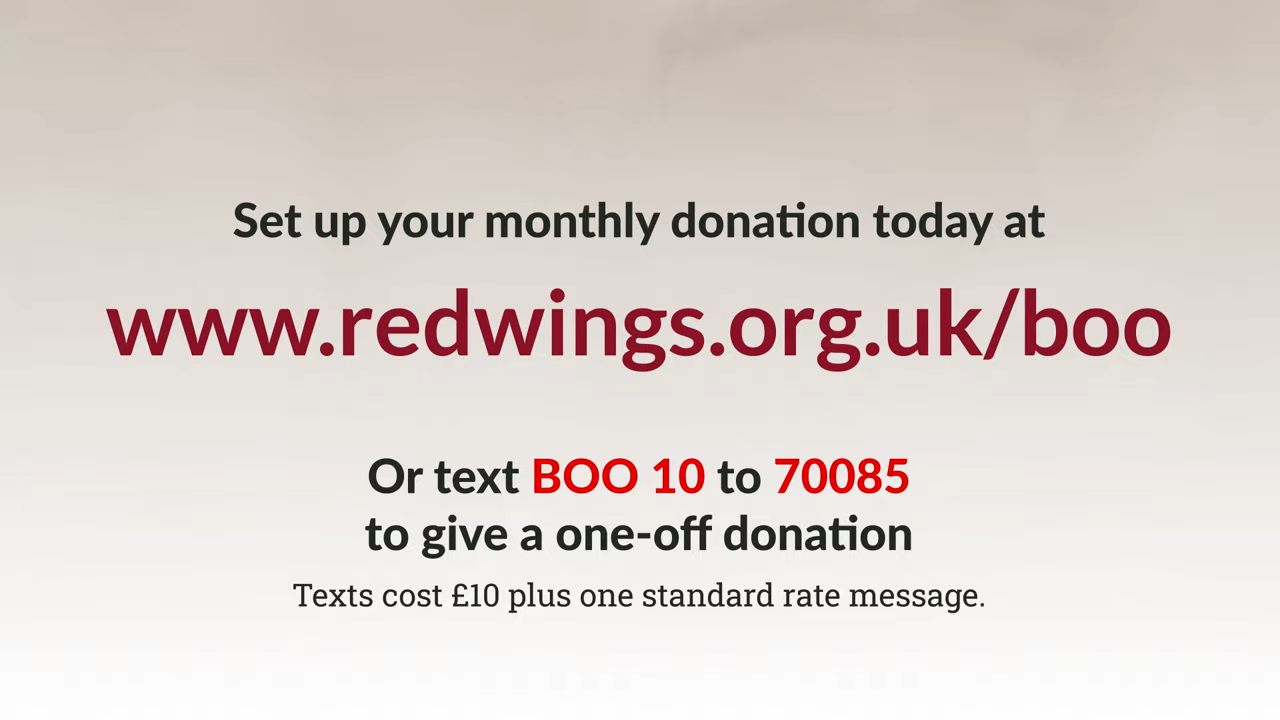 Set up your monthly donation today at
www.redwings.org.uk/boo
Or text BOO 10 to 70085
to give a one-off donation
Texts cost £10 plus one standard rate message.